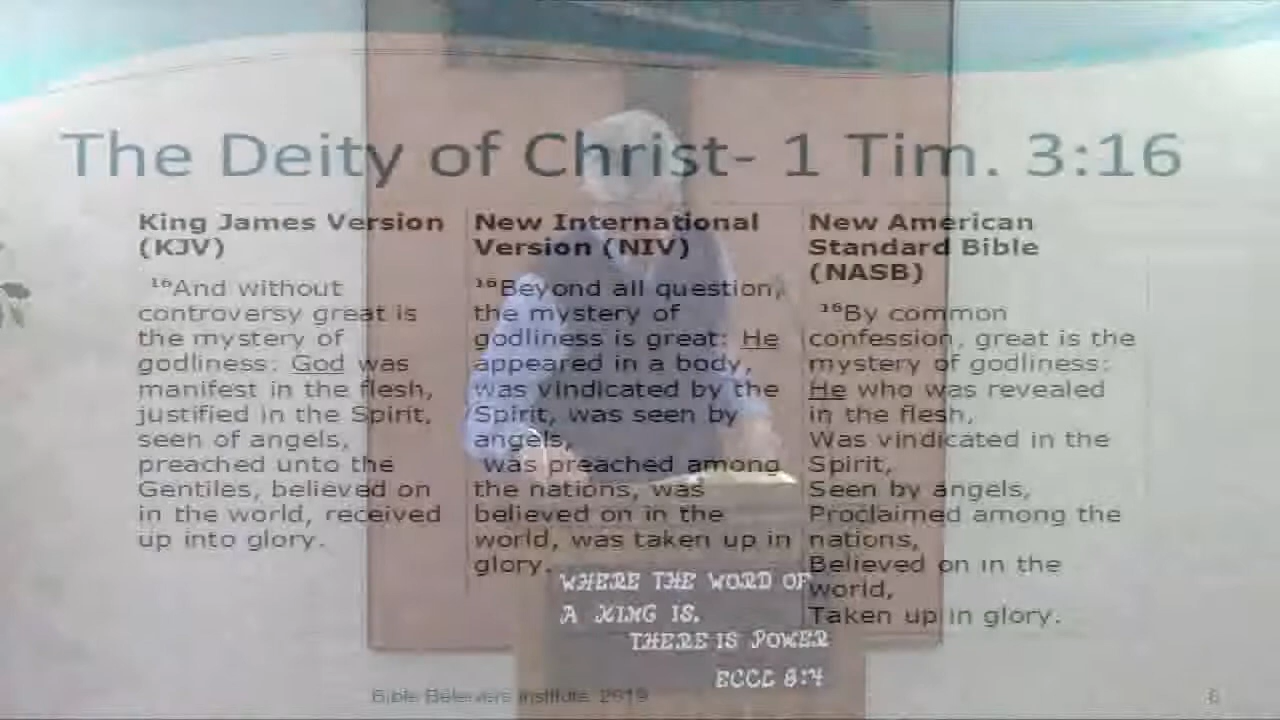 The Deity of Christ- 1 Tim. 3:16
King James Version
(KJV)
¹⁶And without
controversy great is
the mystery of
godliness: God was
manifest in the flesh,
justified in the Spirit,
seen of angels,
preached unto the
Gentiles, believed on
in the world, received
up into glory.
New International
Version (NIV)
¹⁶Beyond all question,
the mystery of
godliness is great: He
appeared in a body,
was vindicated by the
Spirit, was seen by
angels,
was preached among
the nations, was
believed on in the
world, was taken up in
glory.
New American
Standard Bible
(NASB)
¹⁶By common
confession, great is the
mystery of godliness:
He who was revealed
in the flesh,
Was vindicated in the
Spirit,
Seen by angels,
Proclaimed among the
nations,
Believed on in the
world,
Taken up in glory.
WHERE THE WORD OF
A KING IS,
THERE IS POWER
ECCL 8:4
Bible Believers Institute, 2019
6